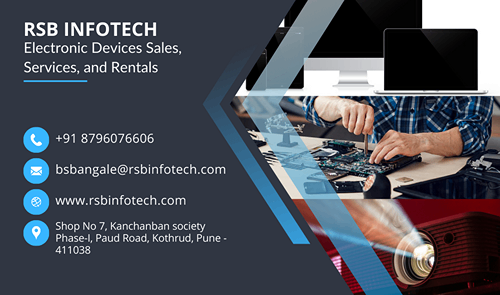 RSB INFOTECH
Electronic Devices Sales,
Services, and Rentals
+91 8796076606
bsbangale@rsbinfotech.com
www.rsbinfotech.com
Shop No 7, Kanchanban society
Phase-I, Paud Road, Kothrud, Pune -
411038